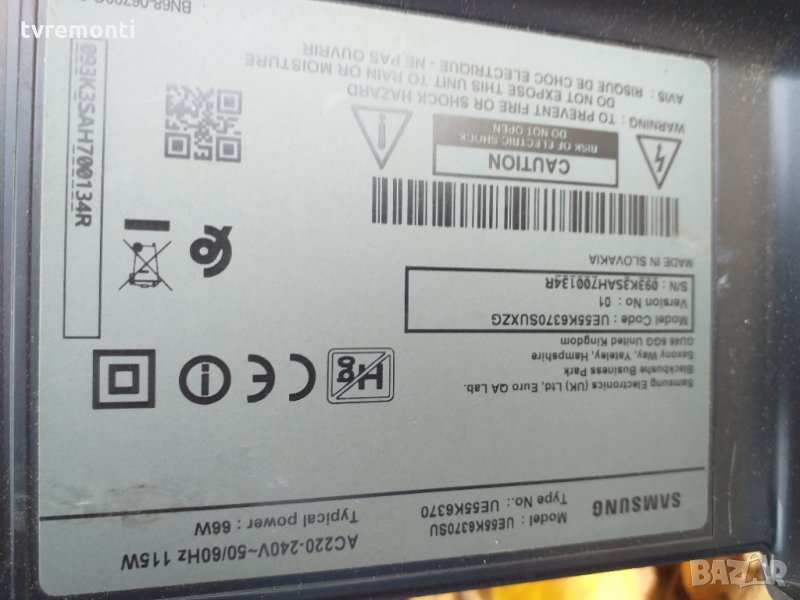 SAMSUNG
Model : UE55K6370SU
Type No.: UE55K6370
AC220-240V~50/60Hz 115W
Typical power : 66W
Samsung Electronics (UK) Ltd, Euro QA Lab.
Blackbushe Business Park
Saxony Way, Yateley, Hampshire
GU46 6GG United Kingdom
Hg
CE
Model Code : UE55K6370SUXZG
Version No : 01
S/N : 093K3SAH700134R
MADE IN SLOVAKIA
CAUTION
RISK OF ELECTRIC SHOCK
DO NOT OPEN
WARNING : TO PREVENT FIRE OR SHOCK HAZARD
DO NOT EXPOSE THIS UNIT TO RAIN OR MOISTURE
AVIS : RISQUE DE CHOC ELECTRIQUE - NE PAS OUVRIR
093K3SAH700134R
tvremonti
BAZAR